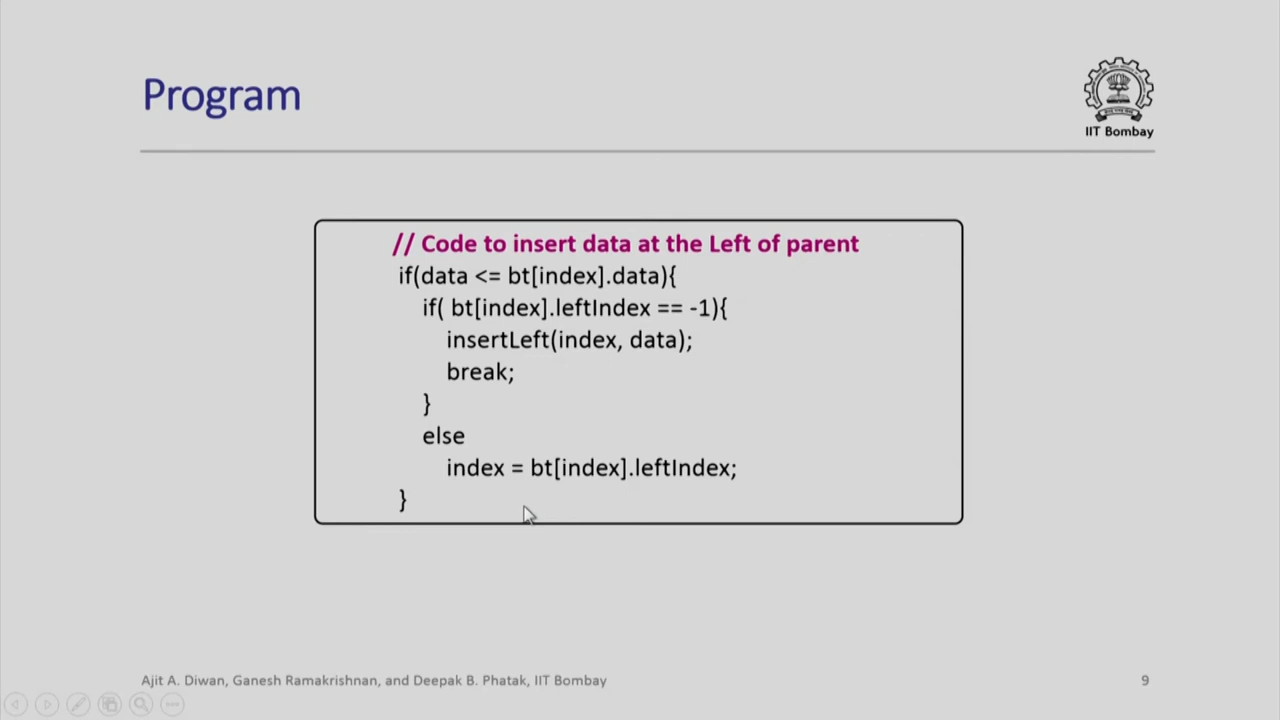 Program
IIT Bombay
// Code to insert data at the Left of parent
if(data <= bt[index].data){
if( bt[index].leftIndex == -1){
insertLeft(index, data);
break;
}
else
index = bt[index].leftIndex;
}
Ajit A. Diwan, Ganesh Ramakrishnan, and Deepak B. Phatak, IIT Bombay
9